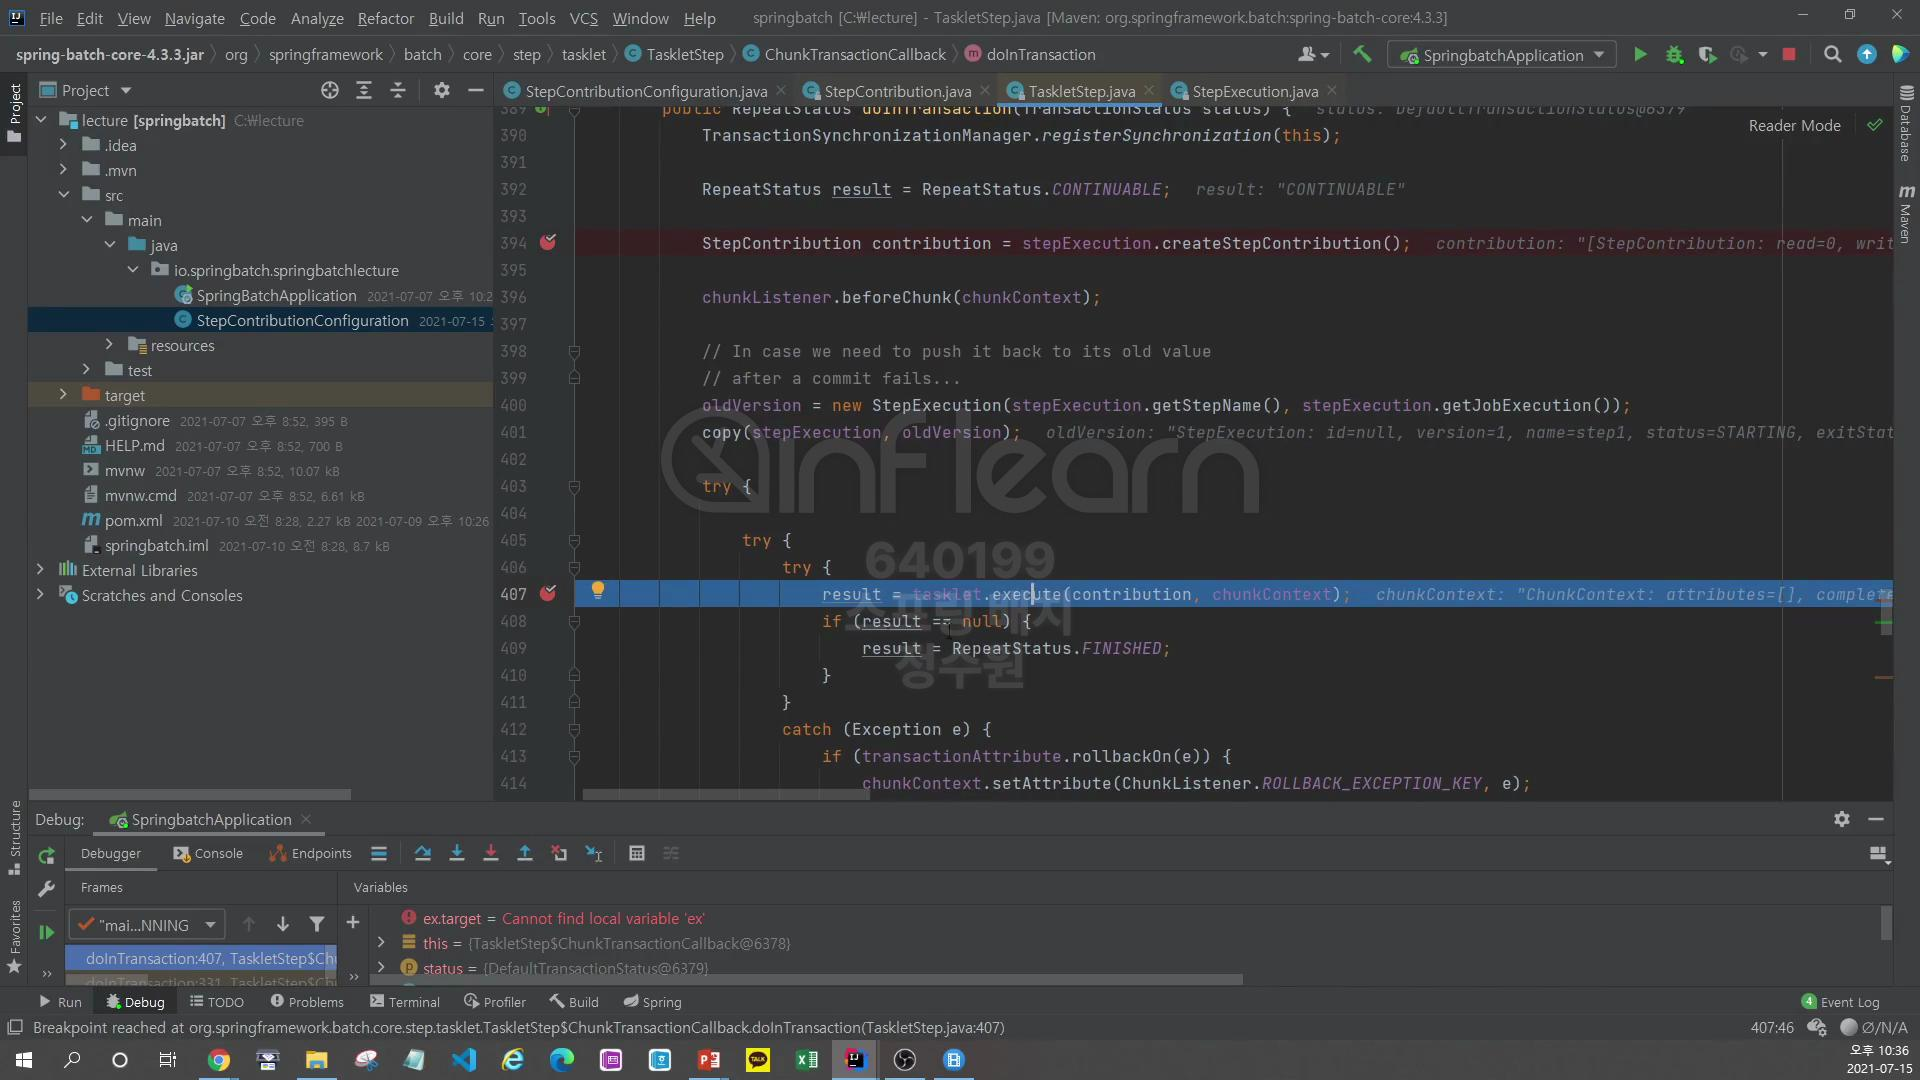 File Edit View Navigate Code Analyze Refactor Build Run Tools VCS Window Help springbatch [C:₩lecture] - TaskletStep.java [Maven: org.springframework.batch:spring-batch-core:4.3.3]
spring-batch-core-4.3.3.jar org springframework batch core step tasklet TaskletStep ChunkTransactionCallback doInTransaction SpringbatchApplication
Project
StepContributionConfiguration.java StepContribution.java TaskletStep.java StepExecution.java
lecture [springbatch] C:₩lecture
.idea
.mvn
src
main
java
io.springbatch.springbatchlecture
SpringBatchApplication 2021-07-07 오후 10:2
StepContributionConfiguration 2021-07-15
resources
test
target
.gitignore 2021-07-07 오후 8:52, 395 B
HELP.md 2021-07-07 오후 8:52, 700 B
mvnw 2021-07-07 오후 8:52, 10.07 kB
mvnw.cmd 2021-07-07 오후 8:52, 6.61 kB
pom.xml 2021-07-10 오전 8:28, 2.27 kB 2021-07-09 오후 10:26
springbatch.iml 2021-07-10 오전 8:28, 8.7 kB
External Libraries
Scratches and Consoles
Project
Structure
Favorites
Database
Maven
Reader Mode
389 public RepeatStatus doInTransaction(TransactionStatus status) { status: DefaultTransactionStatus@6379
390 TransactionSynchronizationManager.registerSynchronization(this);
391
392 RepeatStatus result = RepeatStatus.CONTINUABLE; result: "CONTINUABLE"
393
394 StepContribution contribution = stepExecution.createStepContribution(); contribution: "[StepContribution: read=0, writ
395
396 chunkListener.beforeChunk(chunkContext);
397
398 // In case we need to push it back to its old value
399 // after a commit fails...
400 oldVersion = new StepExecution(stepExecution.getStepName(), stepExecution.getJobExecution());
401 copy(stepExecution, oldVersion); oldVersion: "StepExecution: id=null, version=1, name=step1, status=STARTING, exitStat
402
403 try {
404
405 try {
406 try {
407 result = tasklet.execute(contribution, chunkContext); chunkContext: "ChunkContext: attributes=[], complete
408 if (result == null) {
409 result = RepeatStatus.FINISHED;
410 }
411 }
412 catch (Exception e) {
413 if (transactionAttribute.rollbackOn(e)) {
414 chunkContext.setAttribute(ChunkListener.ROLLBACK_EXCEPTION_KEY, e);
inflearn
640199
스프링 배치
정수원
Debug: SpringbatchApplication
Debugger Console Endpoints
Frames Variables
"mai...NNING
doInTransaction:407, TaskletStep$Ch
doInTransaction:331, TaskletStep$Ch
ex.target = Cannot find local variable 'ex'
this = {TaskletStep$ChunkTransactionCallback@6378}
status = {DefaultTransactionStatus@6379}
Run Debug TODO Problems Terminal Profiler Build Spring 4 Event Log
Breakpoint reached at org.springframework.batch.core.step.tasklet.TaskletStep$ChunkTransactionCallback.doInTransaction(TaskletStep.java:407) 407:46 ∅/N/A
TALK
오후 10:36
2021-07-15